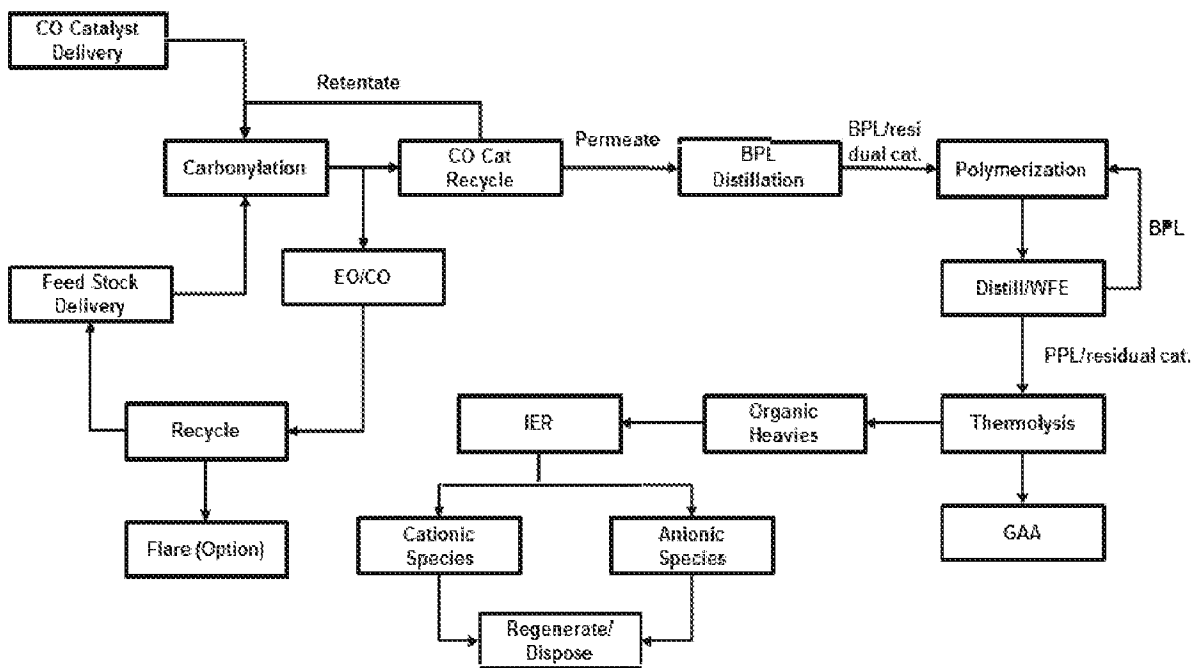 CO Catalyst
Delivery
Retentate
Carbonylation
CO Cat
Recycle
Permeate
BPL
Distillation
BPL/resi
dual cat.
Polymerization
BPL
EO/CO
Feed Stock
Delivery
Distill/WFE
PPL/residual cat.
Recycle
IER
Organic
Heavies
Thermolysis
Flare (Option)
Cationic
Species
Anionic
Species
GAA
Regenerate/
Dispose